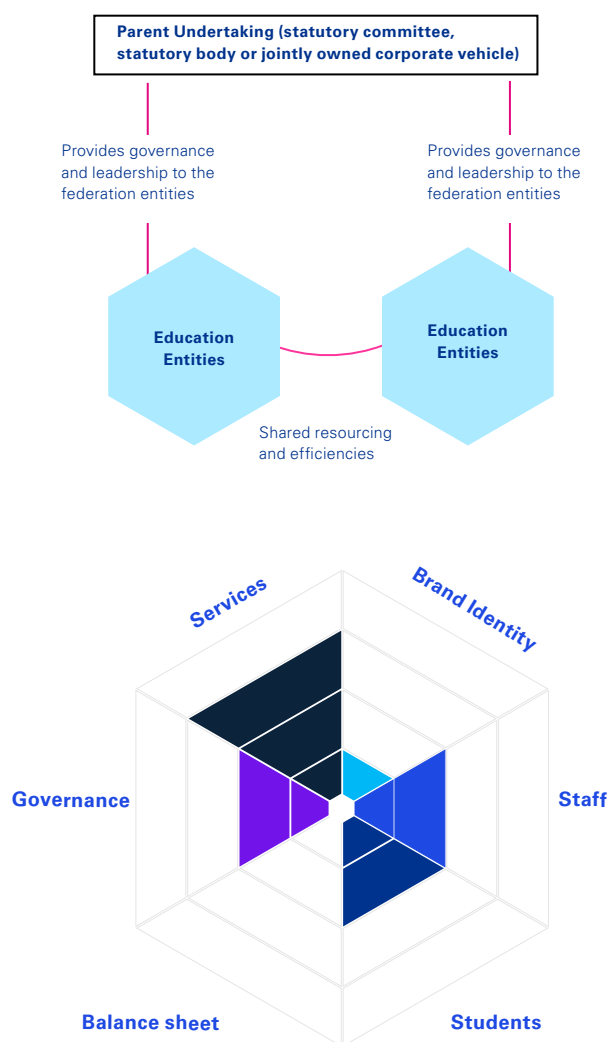 Parent Undertaking (statutory committee,
statutory body or jointly owned corporate vehicle)
Provides governance
and leadership to the
federation entities
Provides governance
and leadership to the
federation entities
Education
Entities
Education
Entities
Shared resourcing
and efficiencies
Services
Brand Identity
Governance
Staff
Balance sheet
Students